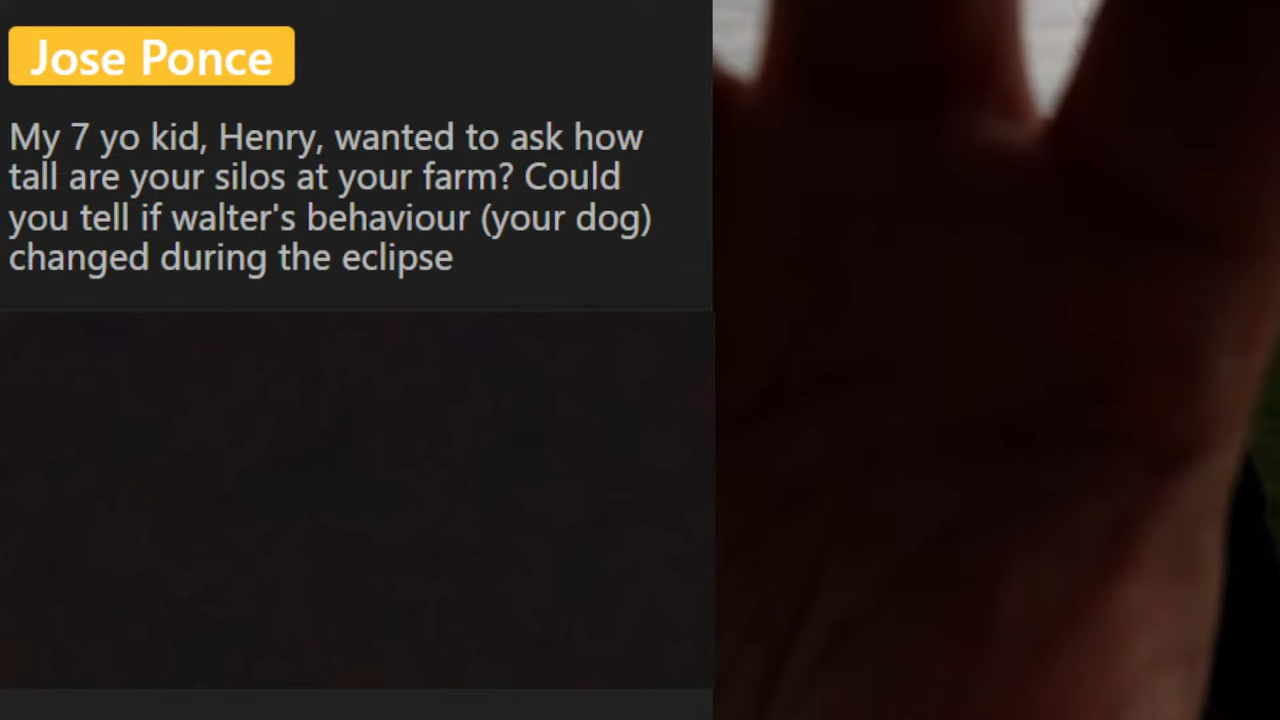 Jose Ponce
My 7 yo kid, Henry, wanted to ask how
tall are your silos at your farm? Could
you tell if walter's behaviour (your dog)
changed during the eclipse